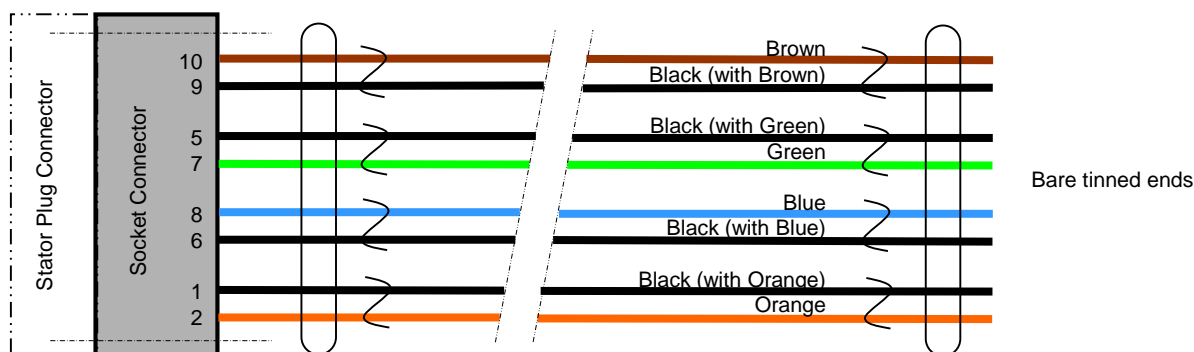 Stator Plug Connector
Socket Connector
10
Brown
9
Black (with Brown)
5
Black (with Green)
7
Green
8
Blue
6
Black (with Blue)
1
Black (with Orange)
2
Orange
Bare tinned ends